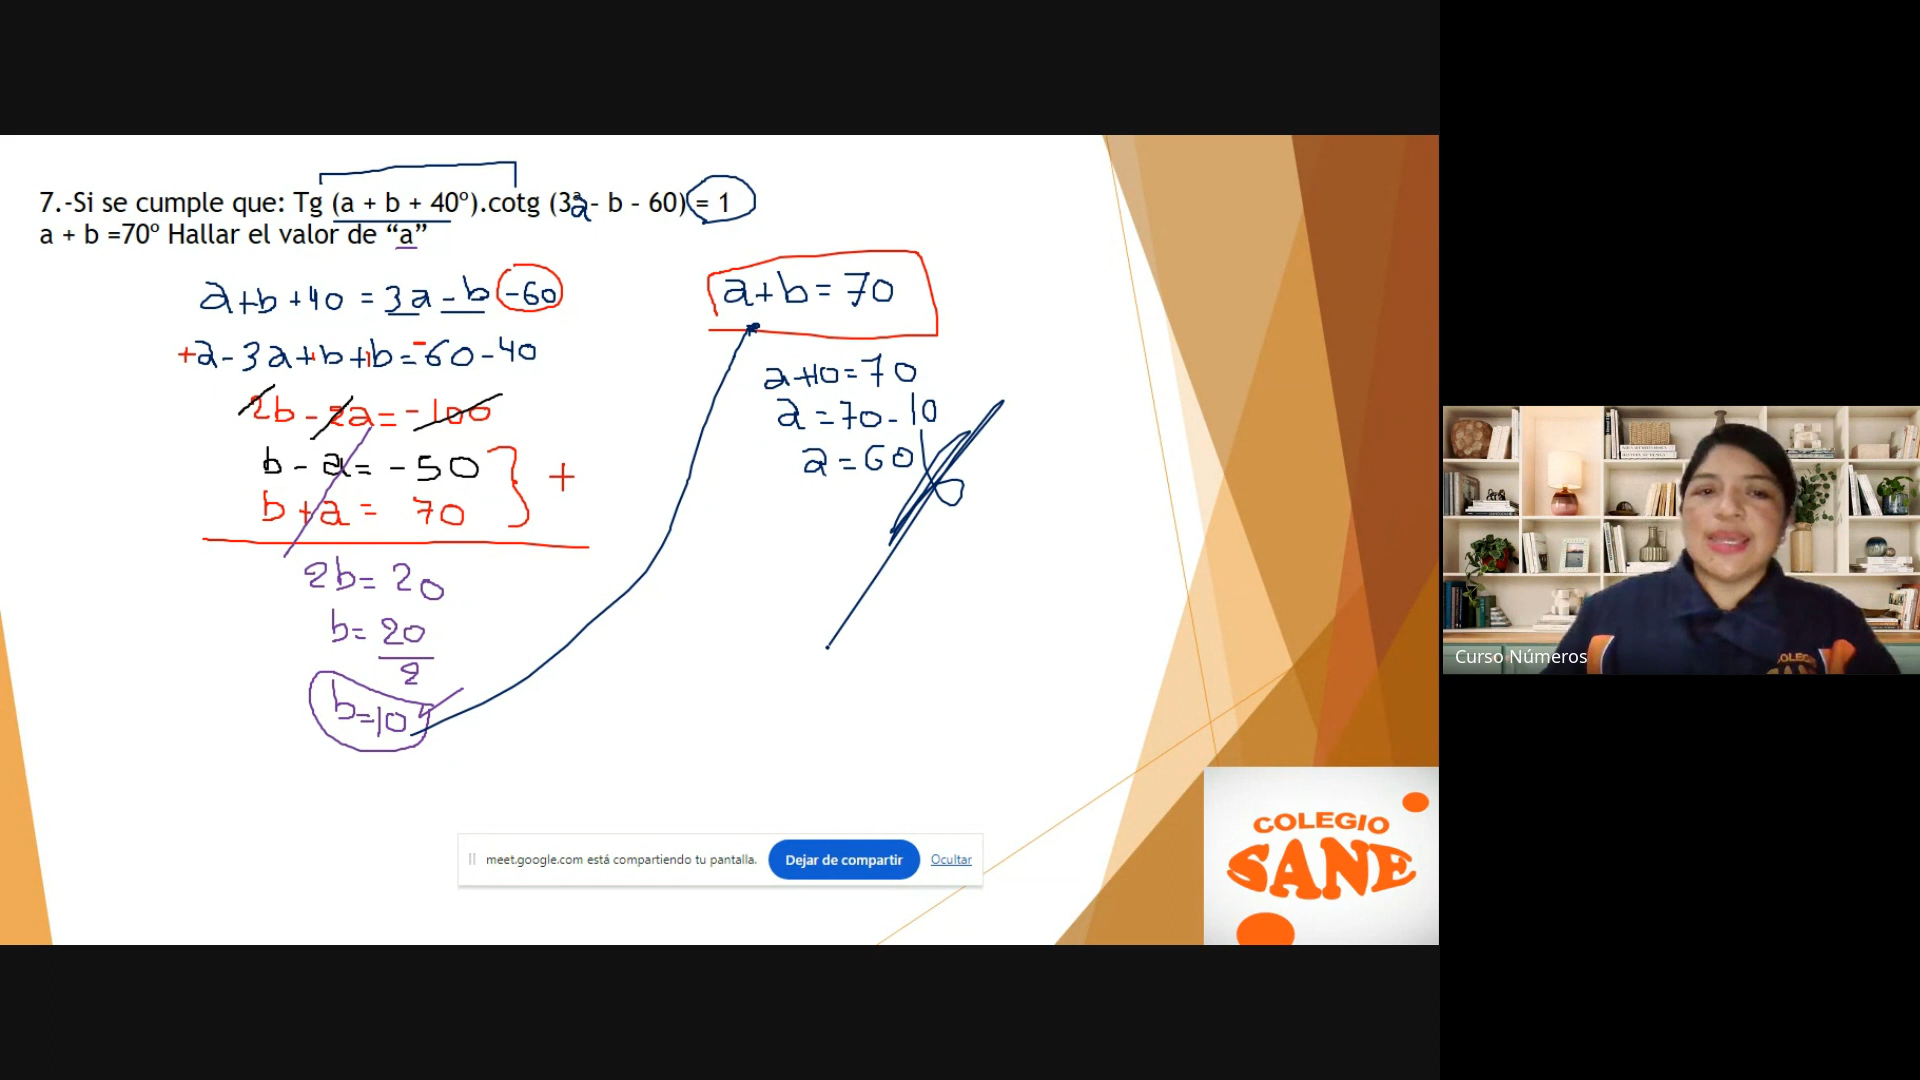 7.-Si se cumple que: Tg (a + b + 40º).cotg (3a - b - 60) = 1
a + b =70º Hallar el valor de “a”
a+b+40 = 3a - b -60
+a-3a+b+b=-60-40
2b-2a=-100
b-a=-50
b+a= 70
+
2b=20
b=20
2
b=10
a+b=70
a+10=70
a=70-10
a=60
meet.google.com está compartiendo tu pantalla.
Dejar de compartir
Ocultar
COLEGIO
SANE
Curso Números